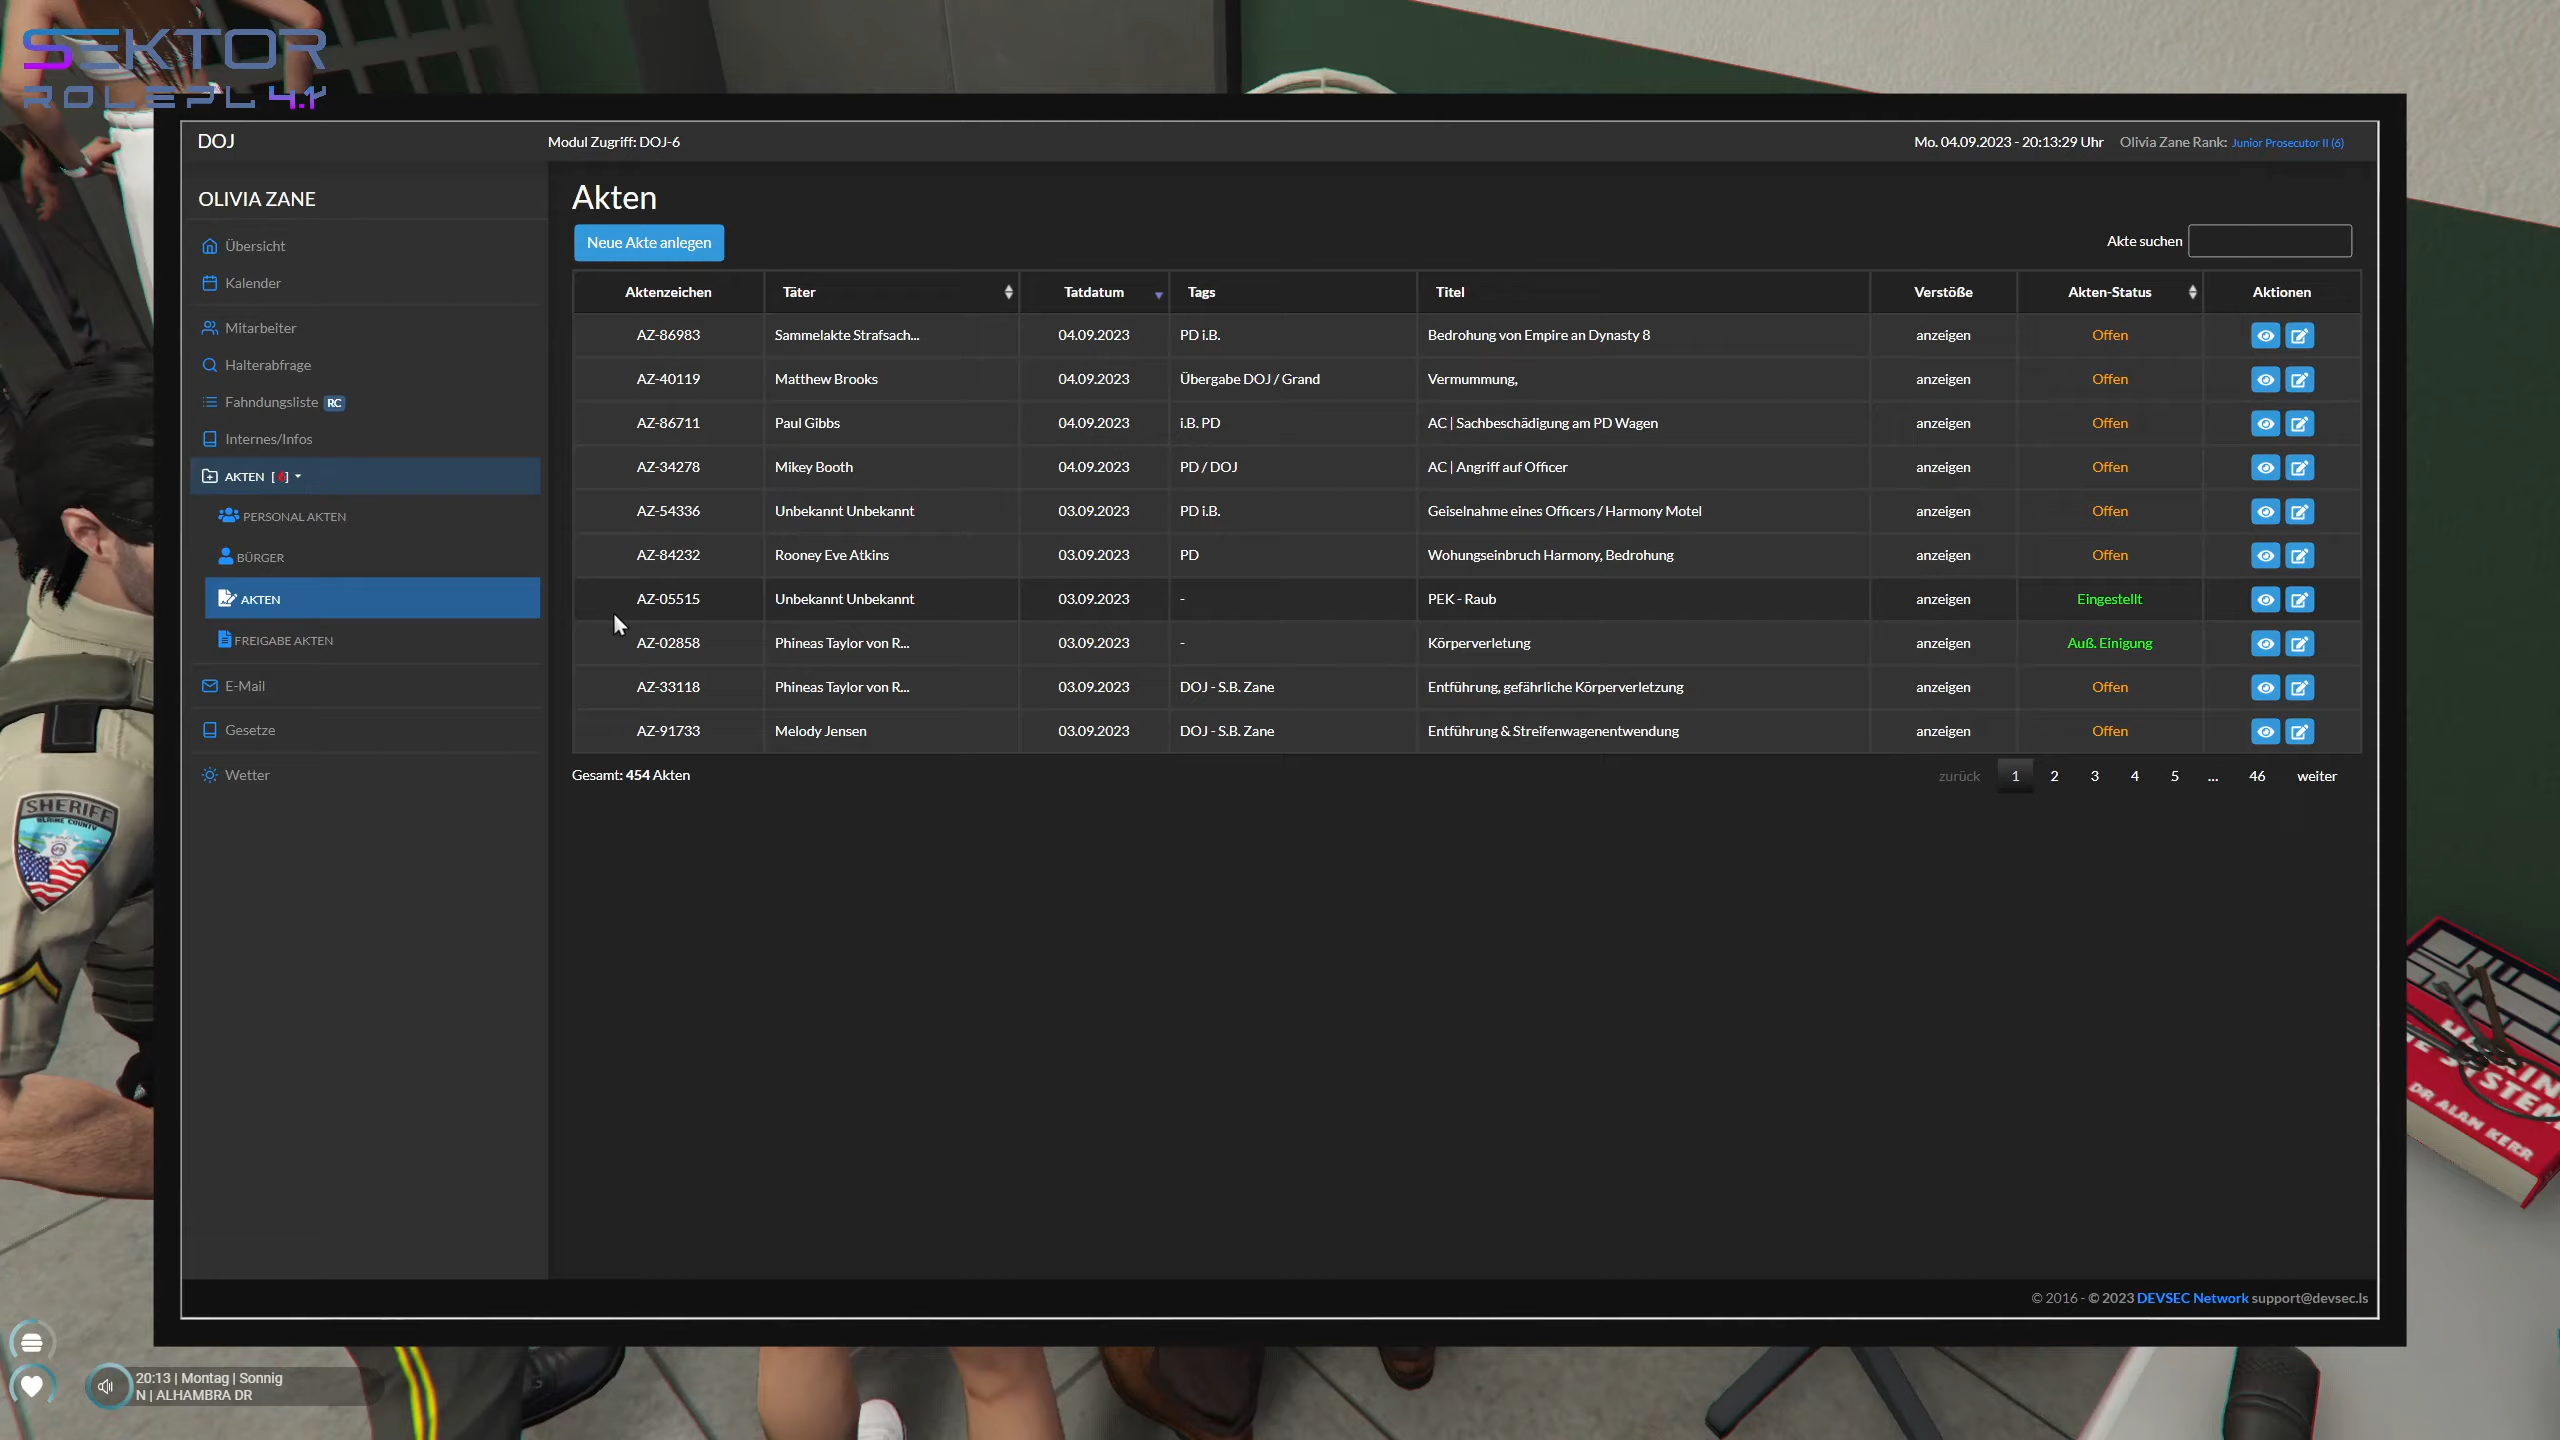 SEKTOR
ROLEPL4.Y
DOJ
Modul Zugriff: DOJ-6
Mo. 04.09.2023 - 20:13:29 Uhr Olivia Zane Rank: Junior Prosecutor II (6)
OLIVIA ZANE
Übersicht
Kalender
Mitarbeiter
Halterabfrage
Fahndungsliste RC
Internes/Infos
AKTEN [6]
PERSONAL AKTEN
BÜRGER
AKTEN
FREIGABE AKTEN
E-Mail
Gesetze
Wetter
Akten
Neue Akte anlegen
Akte suchen
Aktenzeichen Täter Tatdatum Tags Titel Verstöße Akten-Status Aktionen
AZ-86983 Sammelakte Strafsach... 04.09.2023 PD i.B. Bedrohung von Empire an Dynasty 8 anzeigen Offen
AZ-40119 Matthew Brooks 04.09.2023 Übergabe DOJ / Grand Vermummung, anzeigen Offen
AZ-86711 Paul Gibbs 04.09.2023 i.B. PD AC | Sachbeschädigung am PD Wagen anzeigen Offen
AZ-34278 Mikey Booth 04.09.2023 PD / DOJ AC | Angriff auf Officer anzeigen Offen
AZ-54336 Unbekannt Unbekannt 03.09.2023 PD i.B. Geiselnahme eines Officers / Harmony Motel anzeigen Offen
AZ-84232 Rooney Eve Atkins 03.09.2023 PD Wohungseinbruch Harmony, Bedrohung anzeigen Offen
AZ-05515 Unbekannt Unbekannt 03.09.2023 - PEK - Raub anzeigen Eingestellt
AZ-02858 Phineas Taylor von R... 03.09.2023 - Körperverletung anzeigen Auß. Einigung
AZ-33118 Phineas Taylor von R... 03.09.2023 DOJ - S.B. Zane Entführung, gefährliche Körperverletzung anzeigen Offen
AZ-91733 Melody Jensen 03.09.2023 DOJ - S.B. Zane Entführung & Streifenwagenentwendung anzeigen Offen
Gesamt: 454 Akten
zurück 1 2 3 4 5 ... 46 weiter
© 2016 - © 2023 DEVSEC Network support@devsec.ls
SHERIFF
BLAINE COUNTY
DR ALAN KERR
20:13 | Montag | Sonnig
N | ALHAMBRA DR